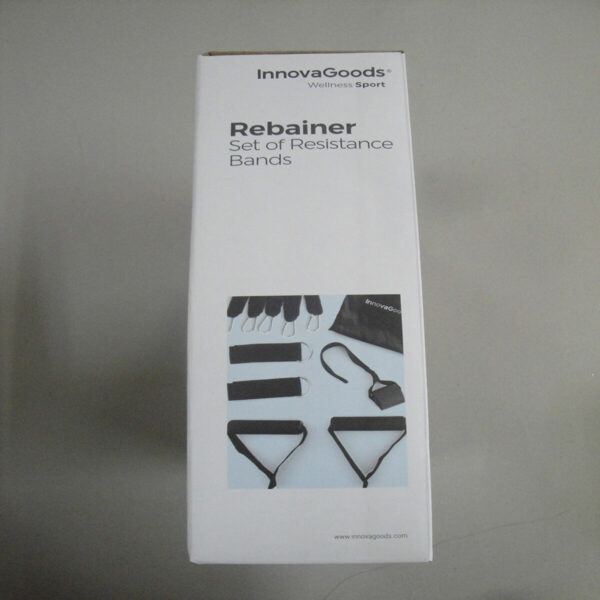 InnovaGoods®
Wellness Sport
Rebainer
Set of Resistance
Bands
InnovaGoods
www.innovagoods.com